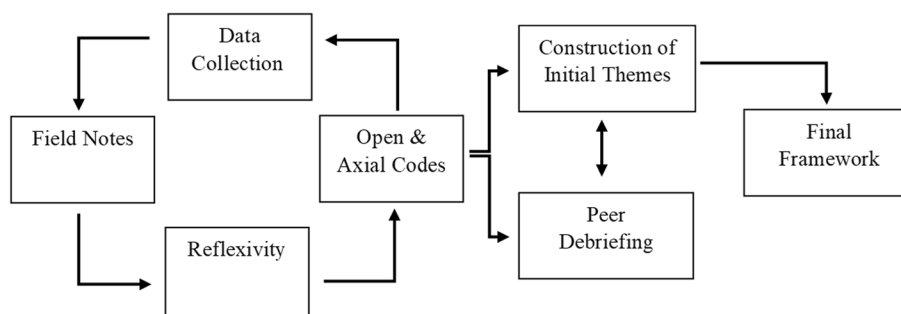 Data
Collection
Field Notes
Reflexivity
Open &
Axial Codes
Construction of
Initial Themes
Peer
Debriefing
Final
Framework